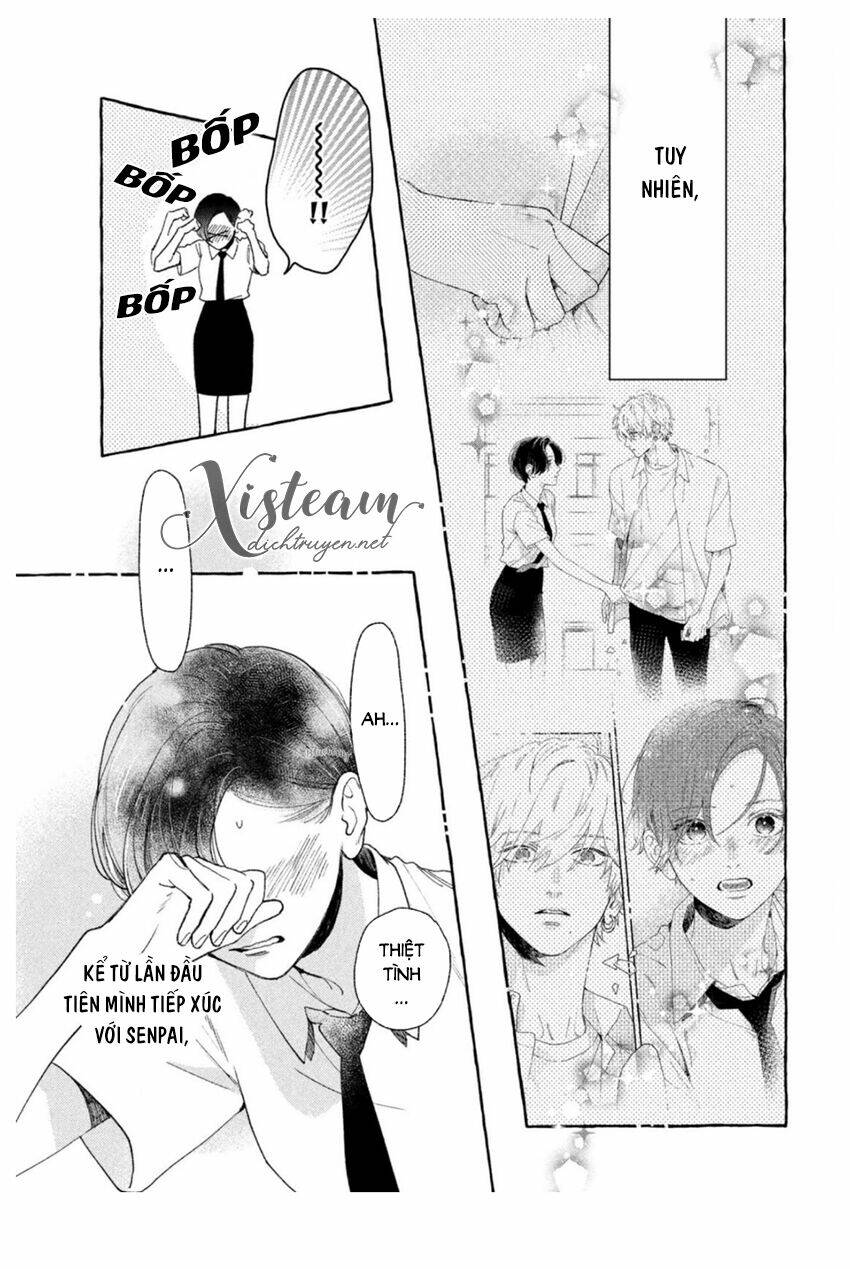 TUY
NHIÊN,
~~!!
BỐP
BỐP
BỐP
Xisteam
dichtruyen.net
AH...
...
THIỆT
TÌNH
...
KỂ TỪ LẦN ĐẦU
TIÊN MÌNH TIẾP XÚC
VỚI SENPAI,